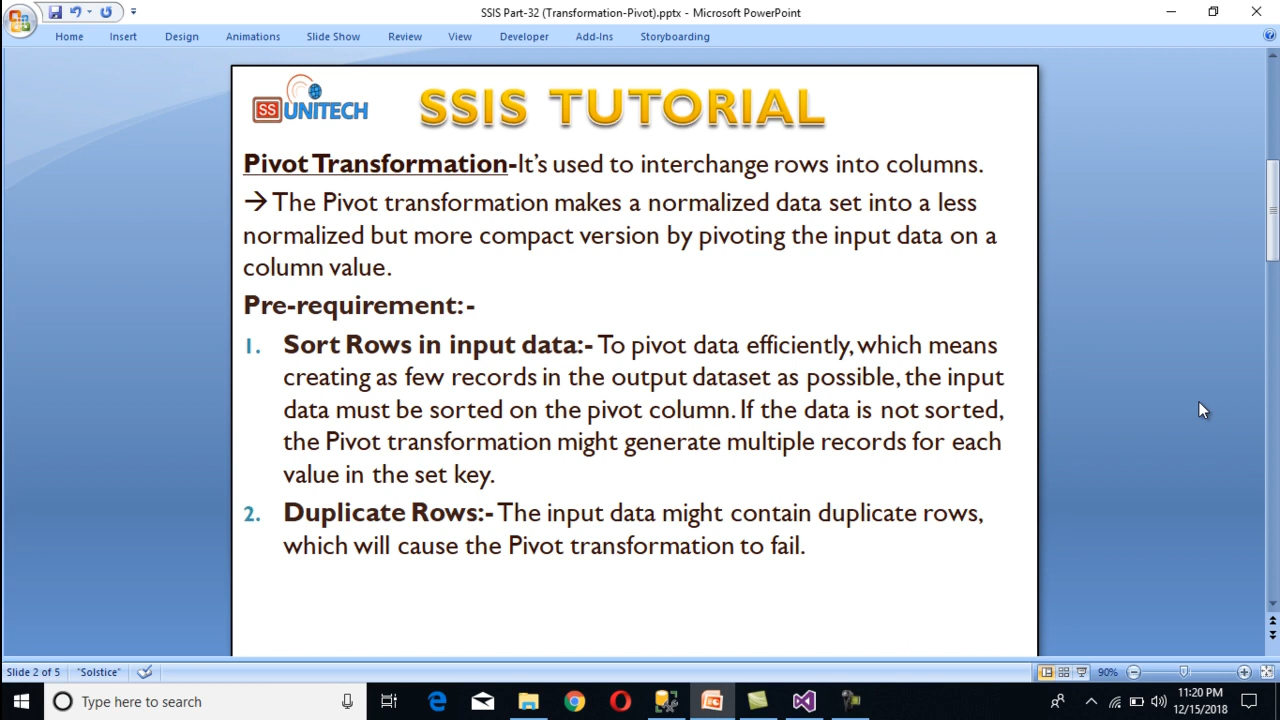 SSIS Part-32 (Transformation-Pivot).pptx - Microsoft PowerPoint
Home Insert Design Animations Slide Show Review View Developer Add-Ins Storyboarding
SS UNITECH
SSIS TUTORIAL
Pivot Transformation-It’s used to interchange rows into columns.
→ The Pivot transformation makes a normalized data set into a less
normalized but more compact version by pivoting the input data on a
column value.
Pre-requirement:-
1. Sort Rows in input data:- To pivot data efficiently, which means
creating as few records in the output dataset as possible, the input
data must be sorted on the pivot column. If the data is not sorted,
the Pivot transformation might generate multiple records for each
value in the set key.
2. Duplicate Rows:- The input data might contain duplicate rows,
which will cause the Pivot transformation to fail.
Slide 2 of 5 "Solstice" 90%
Type here to search
11:20 PM
12/15/2018